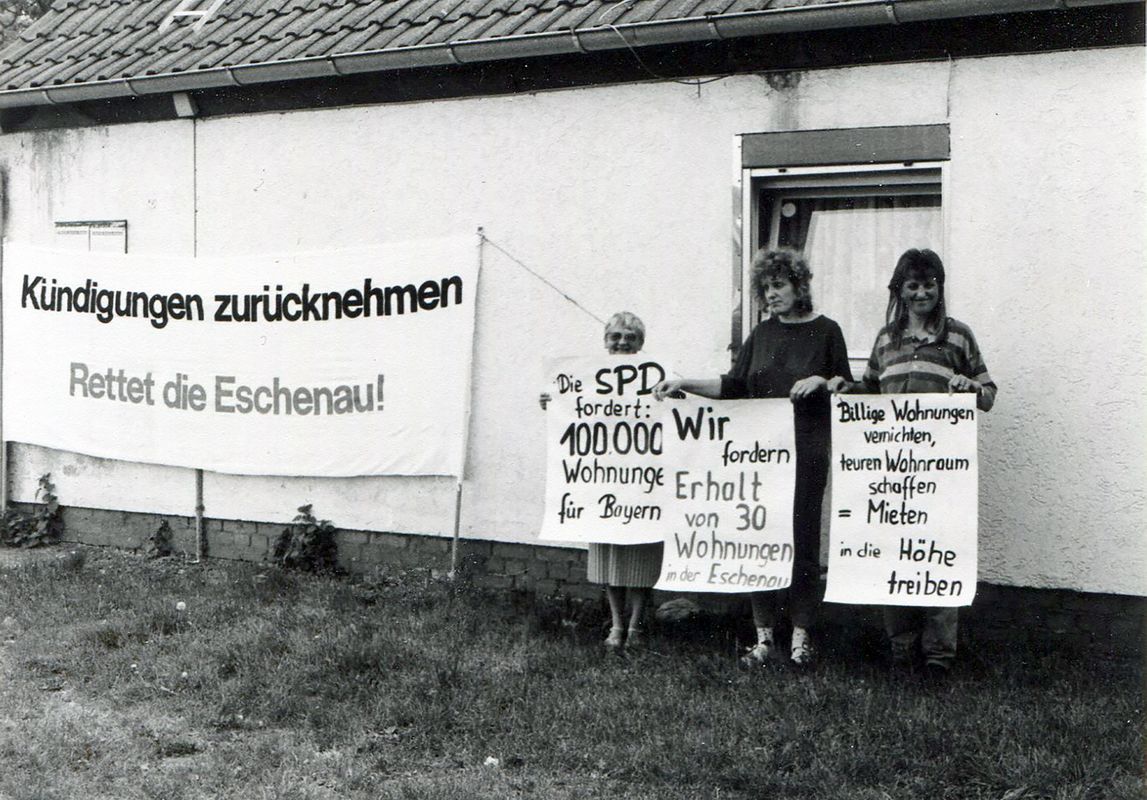 Kündigungen zurücknehmen
Rettet die Eschenau!
Die SPD
fordert:
100.000
Wohnunge
für Bayern
Wir
fordern
Erhalt
von 30
Wohnungen
in der Eschenau
Billige Wohnungen
vernichten,
teuren Wohnraum
schaffen
= Mieten
in die Höhe
treiben